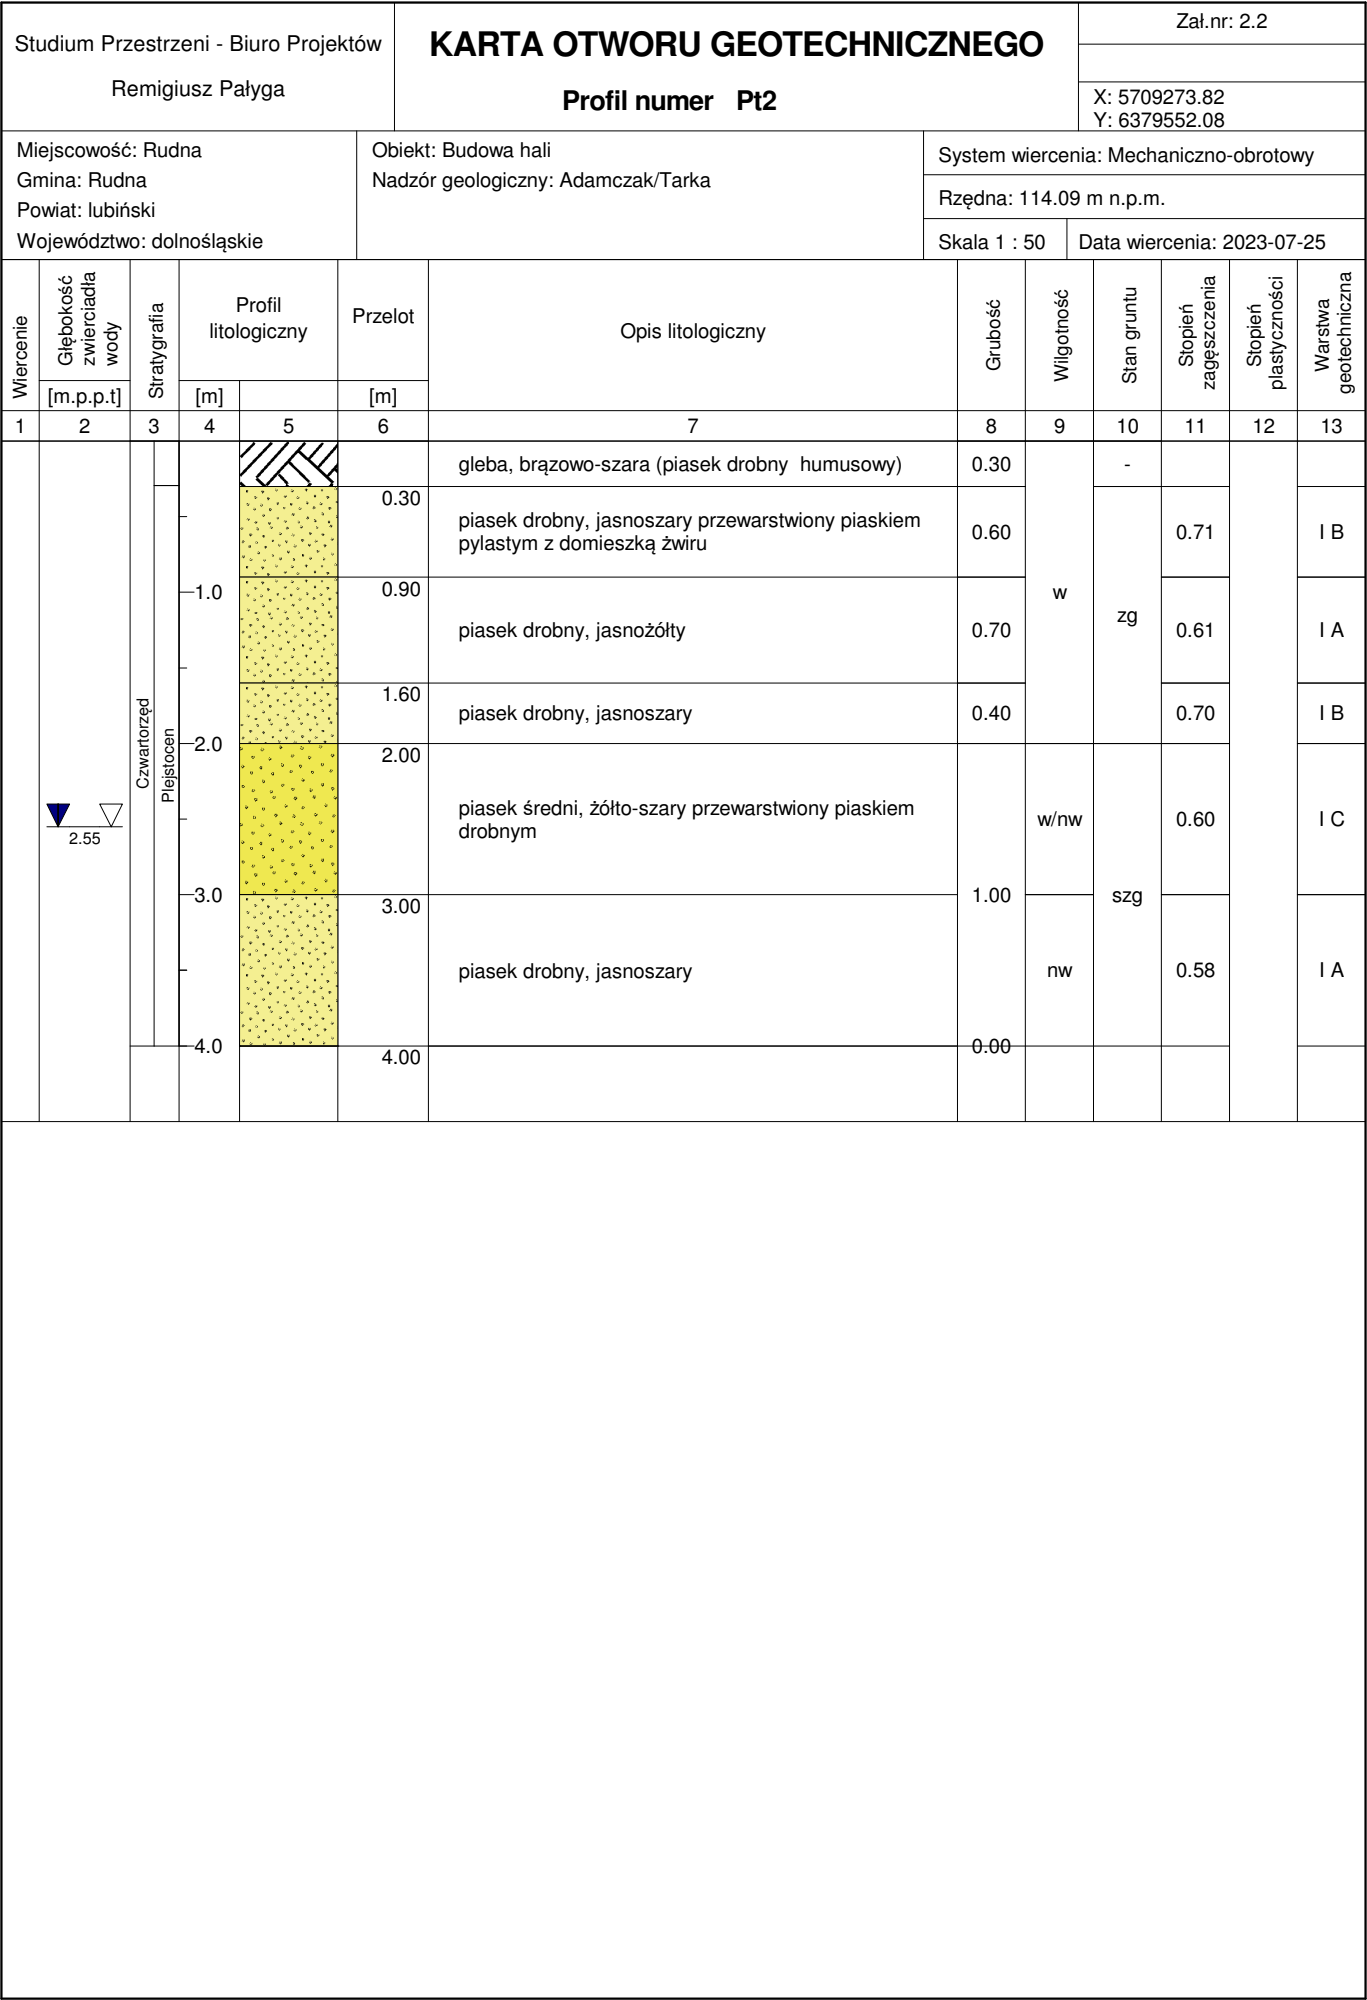 Studium Przestrzeni - Biuro Projektów
Remigiusz Pałyga
KARTA OTWORU GEOTECHNICZNEGO
Profil numer Pt2
Zał.nr: 2.2
X: 5709273.82
Y: 6379552.08
Miejscowość: Rudna
Gmina: Rudna
Powiat: lubiński
Województwo: dolnośląskie
Obiekt: Budowa hali
Nadzór geologiczny: Adamczak/Tarka
System wiercenia: Mechaniczno-obrotowy
Rzędna: 114.09 m n.p.m.
Skala 1 : 50
Data wiercenia: 2023-07-25
Wiercenie
Głębokość
zwierciadła
wody
[m.p.p.t]
Stratygrafia
Profil
litologiczny
[m]
Przelot
[m]
Opis litologiczny
Grubość
Wilgotność
Stan gruntu
Stopień
zagęszczenia
Stopień
plastyczności
Warstwa
geotechniczna
1 2 3 4 5 6 7 8 9 10 11 12 13
gleba, brązowo-szara (piasek drobny humusowy) 0.30 -
0.30
piasek drobny, jasnoszary przewarstwiony piaskiem
pylastym z domieszką żwiru
0.60 0.71 I B
1.0
0.90
w
zg
piasek drobny, jasnożółty 0.70 0.61 I A
1.60
piasek drobny, jasnoszary 0.40 0.70 I B
Czwartorzęd
Plejstocen
2.0
2.00
2.55
piasek średni, żółto-szary przewarstwiony piaskiem
drobnym
w/nw 0.60 I C
3.0
3.00
1.00 szg
piasek drobny, jasnoszary nw 0.58 I A
4.0
4.00
0.00